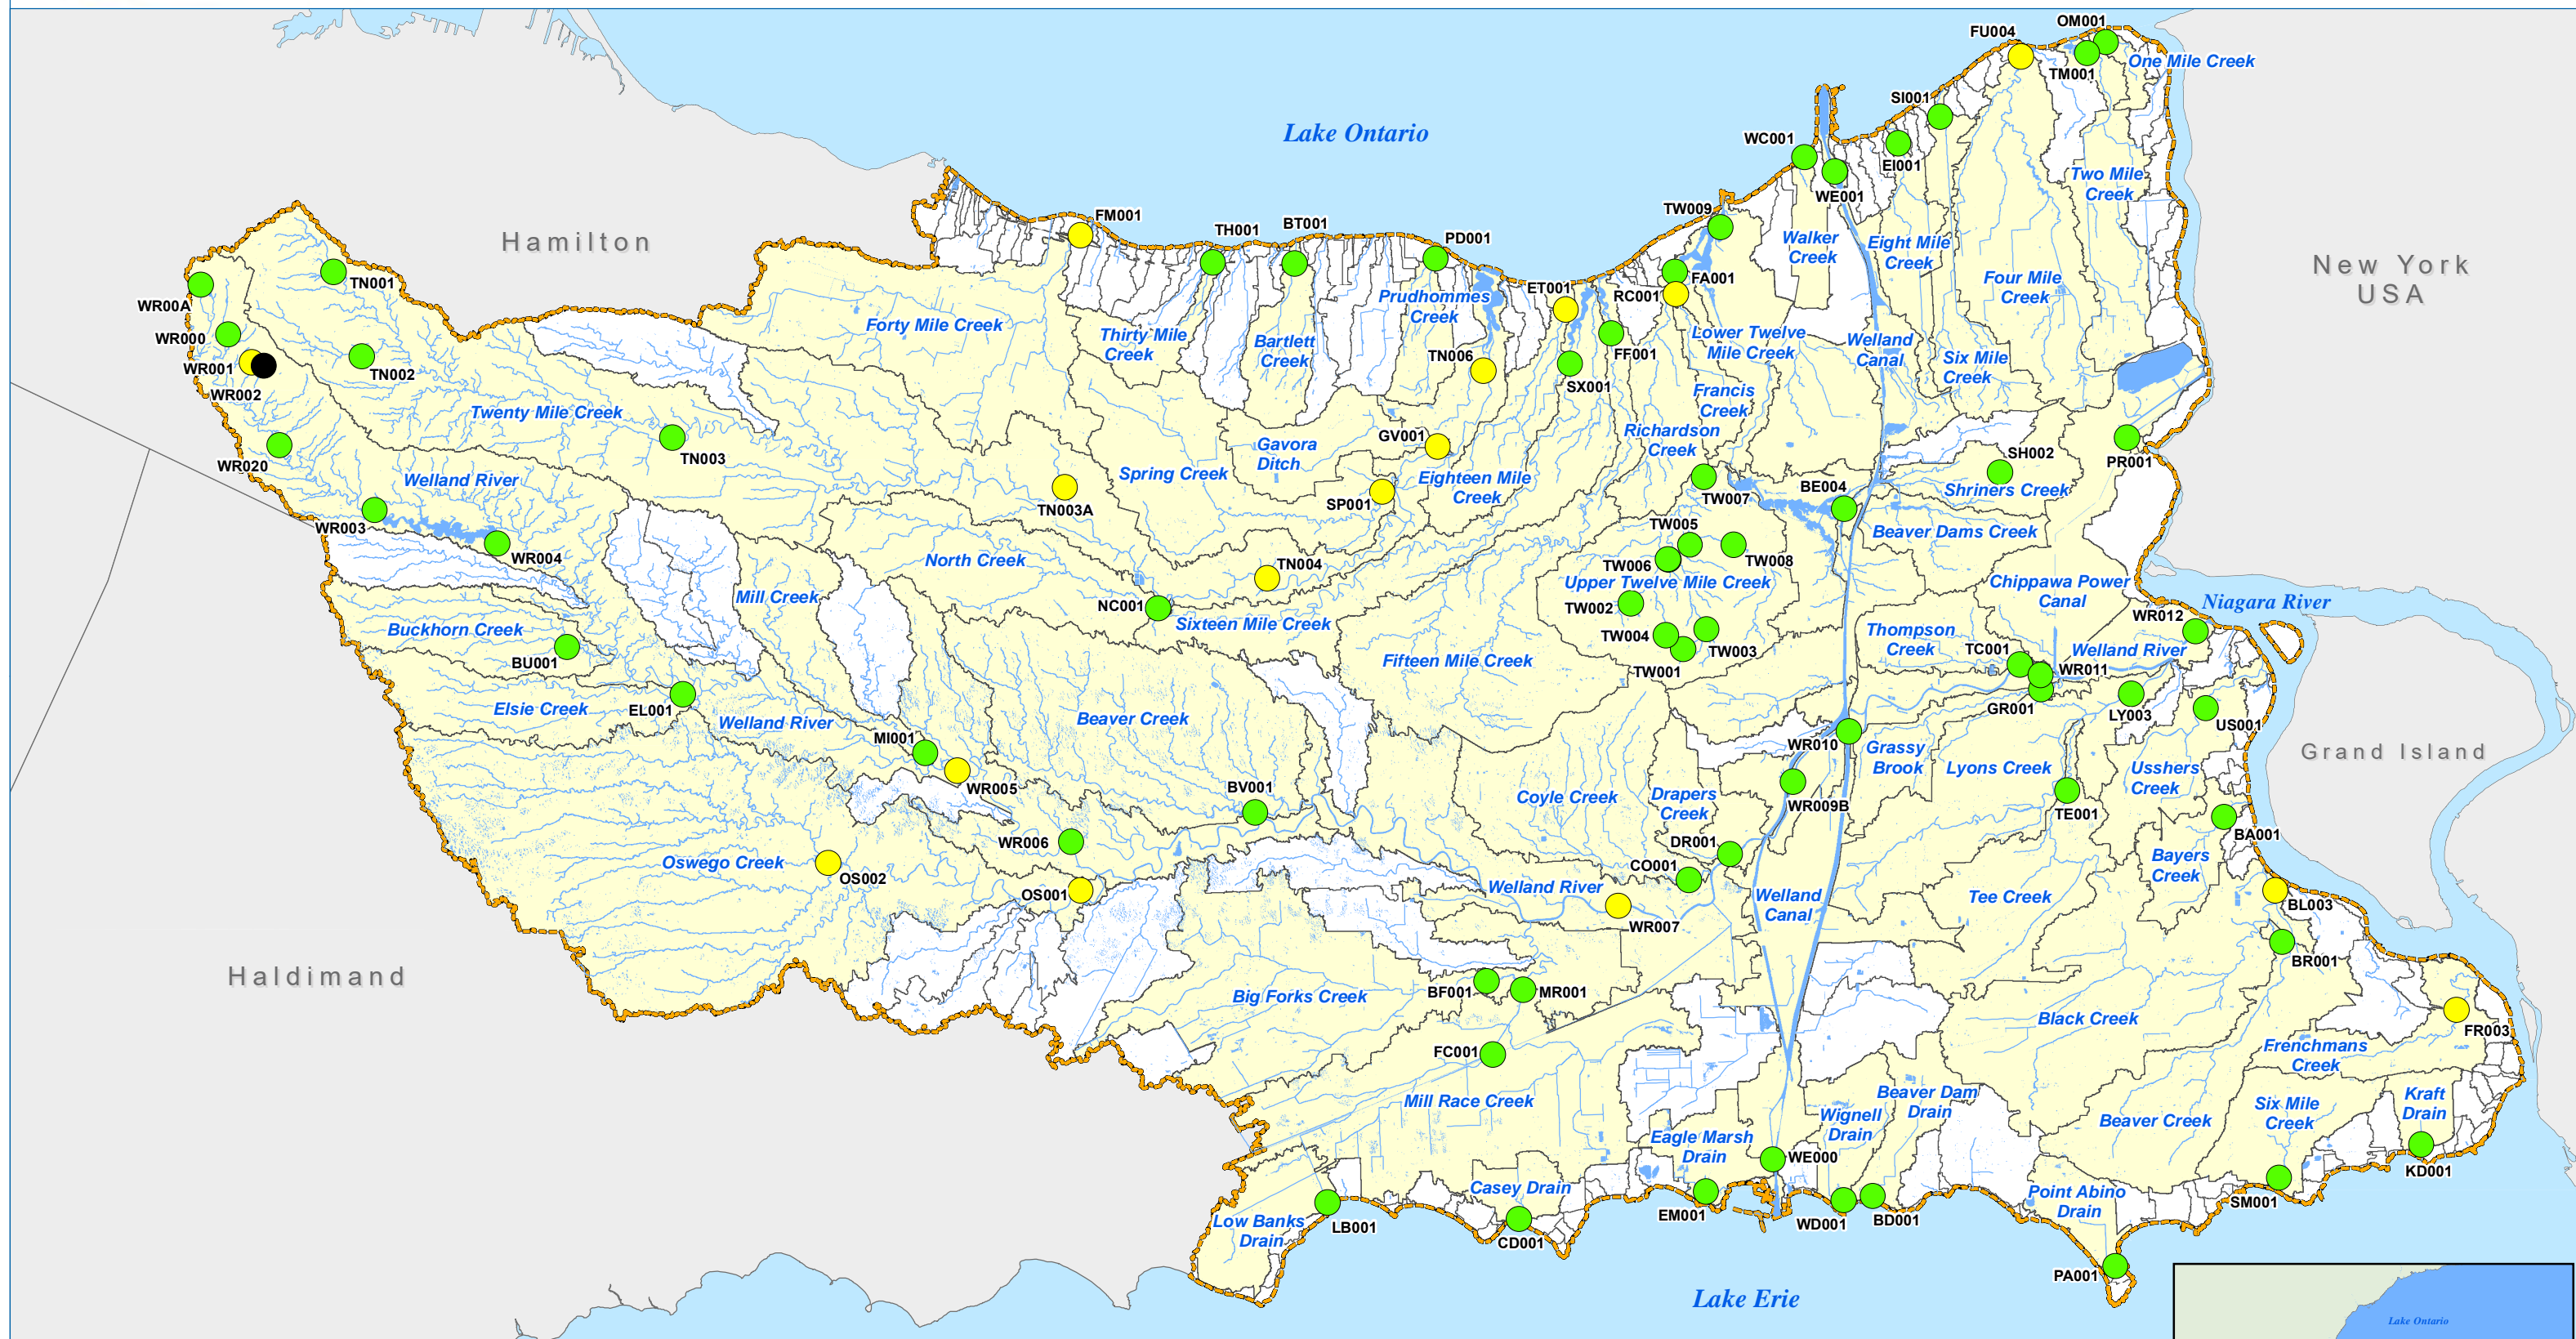 OM001
FU004
One Mile Creek
TM001
SI001
Lake Ontario
WC001
EI001
Two Mile
Creek
WE001
TW009
FM001
TH001
BT001
PD001
Hamilton
Walker
Creek
Eight Mile
Creek
New York
USA
TN001
FA001
Four Mile
Creek
ET001
RC001
Prudhommes
Creek
WR00A
Forty Mile Creek
Thirty Mile
Creek
Bartlett
Creek
Lower Twelve
Mile Creek
Welland
Canal
WR000
FF001
TN006
Six Mile
Creek
WR001
TN002
SX001
WR002
Francis
Creek
Twenty Mile Creek
GV001
Richardson
Creek
TN003
Gavora
Ditch
SH002
PR001
WR020
Spring Creek
Eighteen Mile
Creek
Welland River
BE004
Shriners Creek
TW007
SP001
TN003A
WR003
TW005
Beaver Dams Creek
WR004
North Creek
TN004
TW006
TW008
Upper Twelve Mile Creek
Chippawa Power
Canal
Mill Creek
Niagara River
NC001
TW002
WR012
Sixteen Mile Creek
Buckhorn Creek
TW004
TW003
Thompson
Creek
TC001
Welland River
BU001
Fifteen Mile Creek
TW001
WR011
Elsie Creek
EL001
Welland River
Beaver Creek
GR001
LY003
US001
MI001
WR010
Grassy
Brook
Lyons Creek
Usshers
Creek
Grand Island
WR005
BV001
Coyle Creek
Drapers
Creek
WR009B
TE001
BA001
WR006
DR001
CO001
Bayers
Creek
Oswego Creek
OS002
OS001
Welland River
Welland
Canal
Tee Creek
BL003
WR007
BR001
Haldimand
BF001
MR001
Big Forks Creek
Black Creek
FR003
FC001
Frenchmans
Creek
Mill Race Creek
Beaver Dam
Drain
Wignell
Drain
Beaver Creek
Six Mile
Creek
Kraft
Drain
Eagle Marsh
Drain
WE000
KD001
Casey Drain
Point Abino
Drain
SM001
Low Banks
Drain
LB001
CD001
EM001
WD001
BD001
PA001
Lake Erie
Lake Ontario